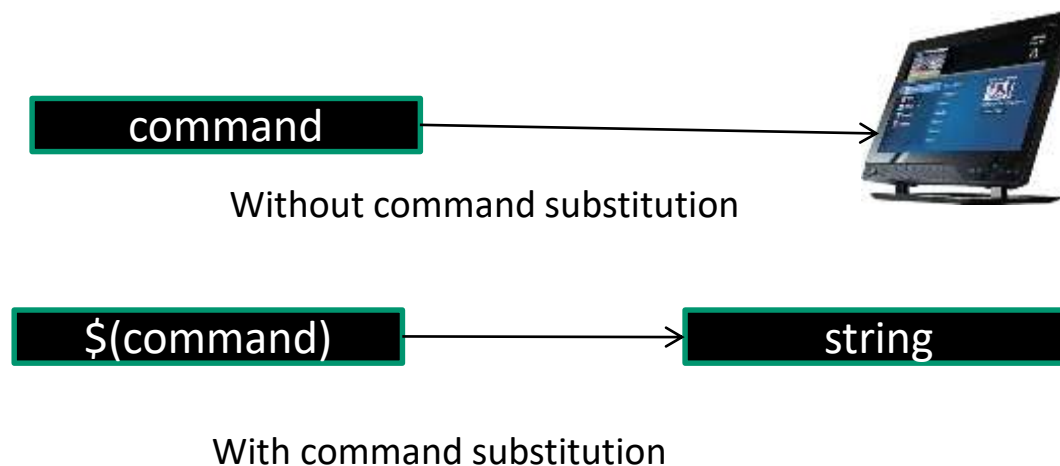 command
Without command substitution
$(command)
string
With command substitution